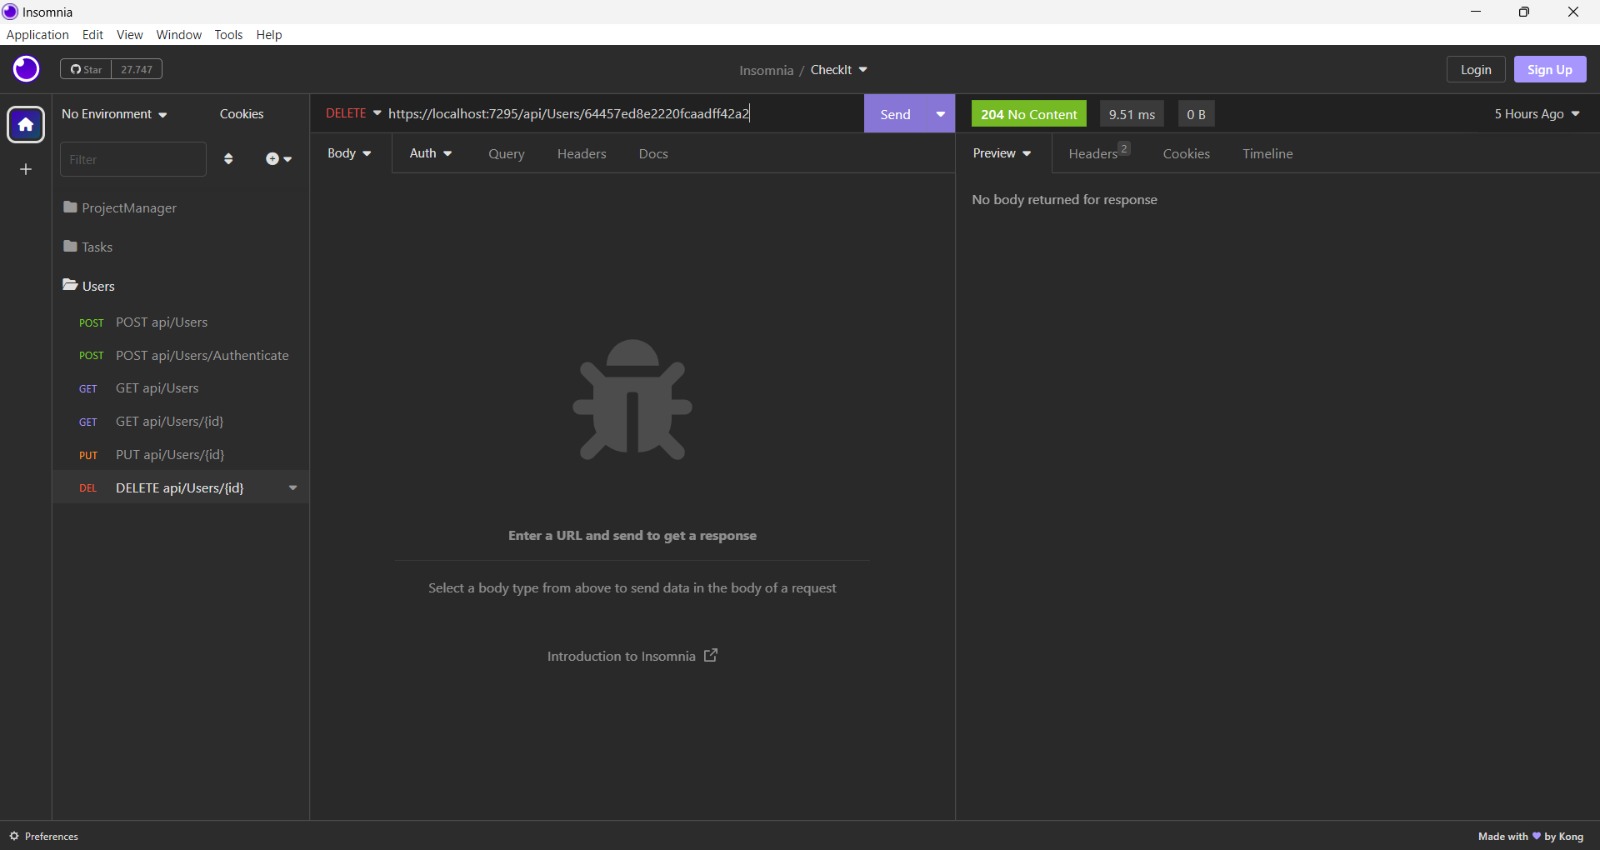 Insomnia
Application Edit View Window Tools Help
Star 27.747
Insomnia / CheckIt
Login Sign Up
No Environment Cookies
Filter
ProjectManager
Tasks
Users
POST POST api/Users
POST POST api/Users/Authenticate
GET GET api/Users
GET GET api/Users/{id}
PUT PUT api/Users/{id}
DEL DELETE api/Users/{id}
DELETE https://localhost:7295/api/Users/64457ed8e2220fcaadff42a2 Send
Body Auth Query Headers Docs
Enter a URL and send to get a response
Select a body type from above to send data in the body of a request
Introduction to Insomnia
204 No Content 9.51 ms 0 B 5 Hours Ago
Preview Headers 2 Cookies Timeline
No body returned for response
Preferences
Made with 💜 by Kong